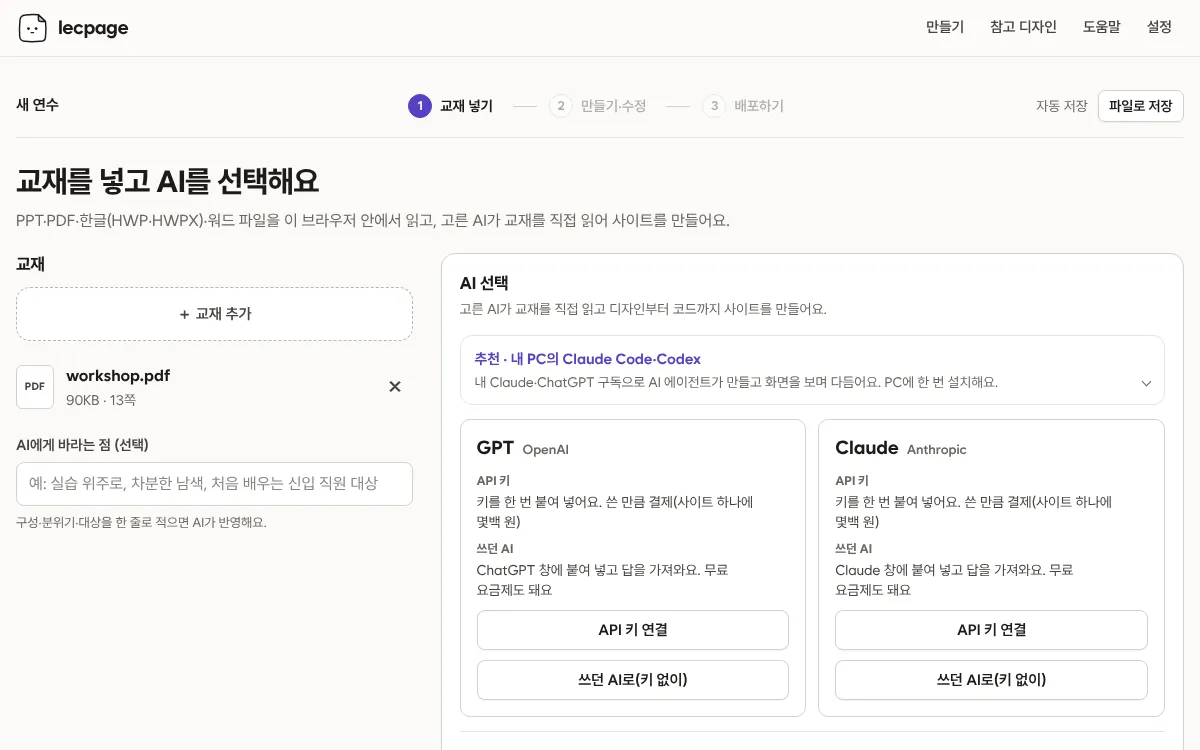 lecpage
만들기 참고 디자인 도움말 설정
새 연수
1 교재 넣기 2 만들기·수정 3 배포하기
자동 저장 파일로 저장
교재를 넣고 AI를 선택해요
PPT·PDF·한글(HWP·HWPX)·워드 파일을 이 브라우저 안에서 읽고, 고른 AI가 교재를 직접 읽어 사이트를 만들어요.
교재
+ 교재 추가
PDF
workshop.pdf
90KB · 13쪽
AI에게 바라는 점 (선택)
예: 실습 위주로, 차분한 남색, 처음 배우는 신입 직원 대상
구성·분위기·대상을 한 줄로 적으면 AI가 반영해요.
AI 선택
고른 AI가 교재를 직접 읽고 디자인부터 코드까지 사이트를 만들어요.
추천 · 내 PC의 Claude Code·Codex
내 Claude·ChatGPT 구독으로 AI 에이전트가 만들고 화면을 보며 다듬어요. PC에 한 번 설치해요.
GPT OpenAI
API 키
키를 한 번 붙여 넣어요. 쓴 만큼 결제(사이트 하나에
몇백 원)
쓰던 AI
ChatGPT 창에 붙여 넣고 답을 가져와요. 무료
요금제도 돼요
API 키 연결
쓰던 AI로(키 없이)
Claude Anthropic
API 키
키를 한 번 붙여 넣어요. 쓴 만큼 결제(사이트 하나에
몇백 원)
쓰던 AI
Claude 창에 붙여 넣고 답을 가져와요. 무료
요금제도 돼요
API 키 연결
쓰던 AI로(키 없이)